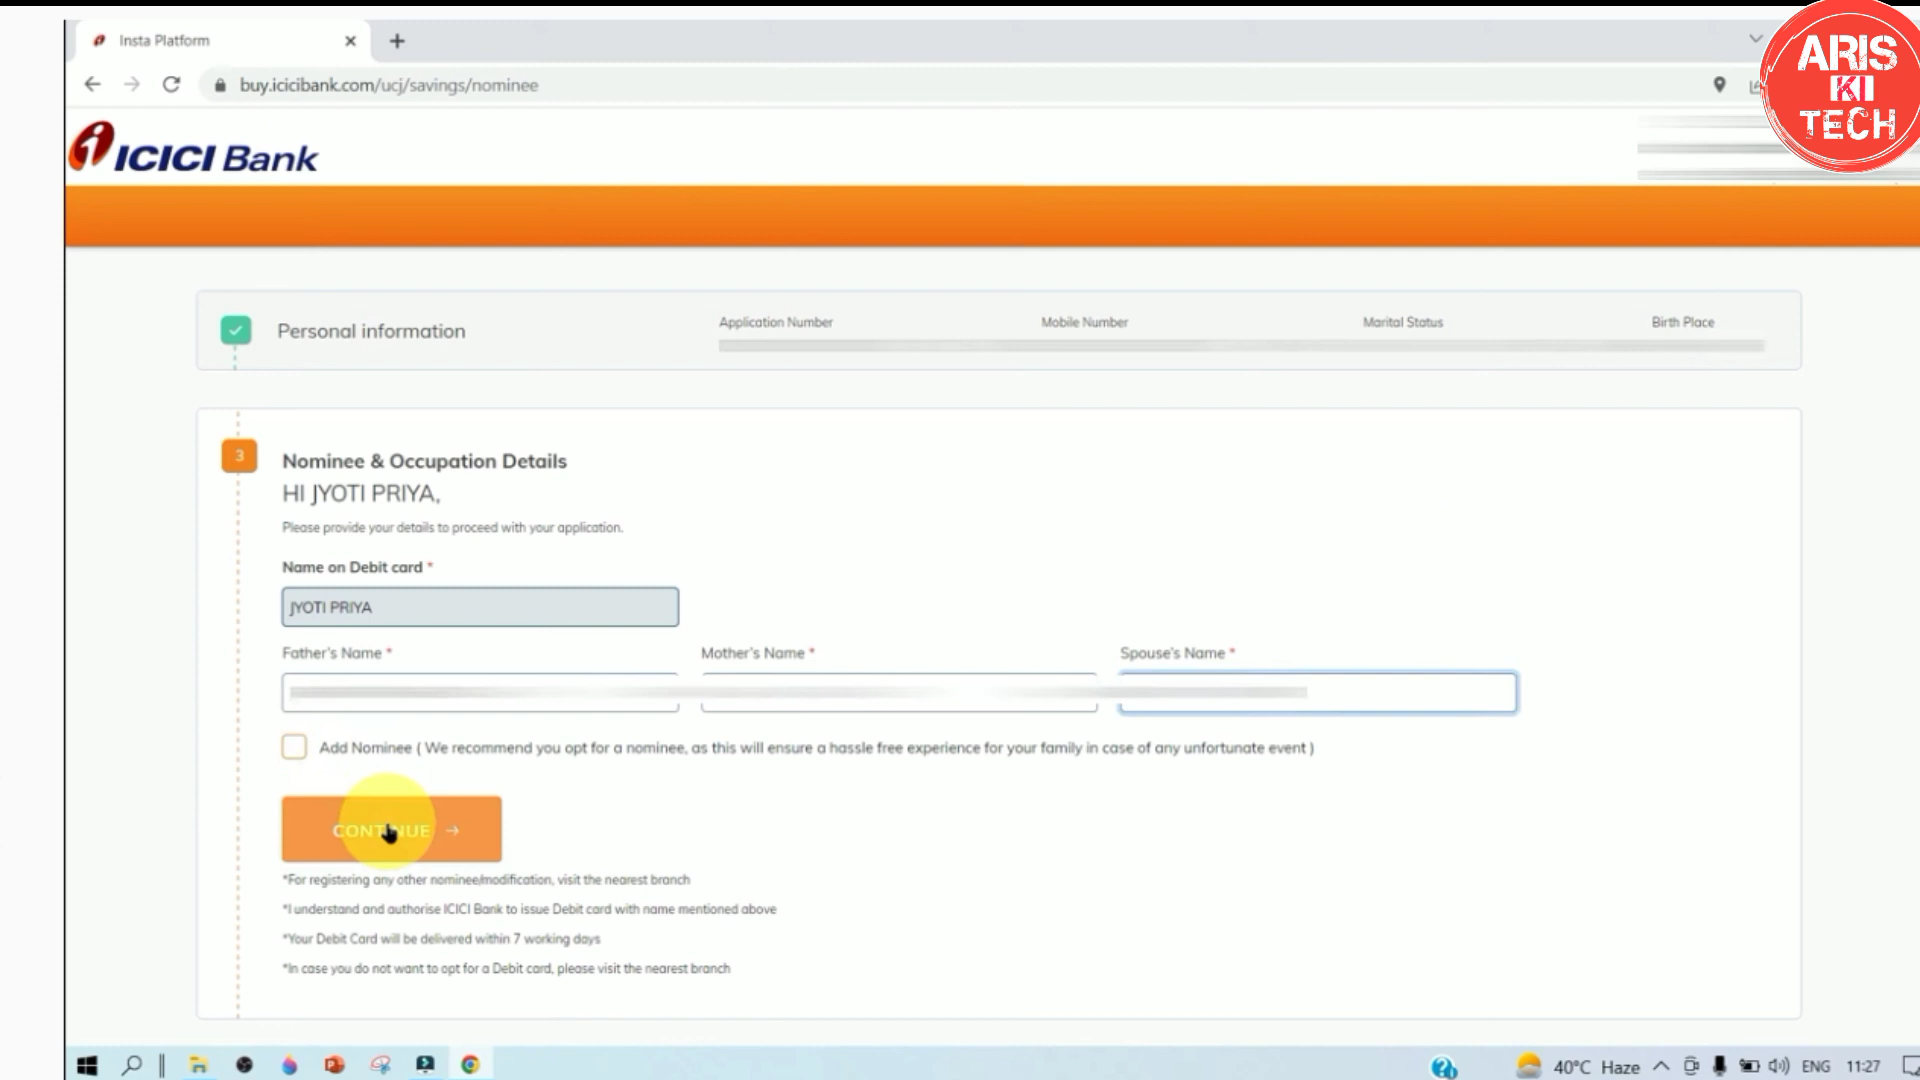 Insta Platform
buy.icicibank.com/ucj/savings/nominee
ARIS
KI
TECH
ICICI Bank
Personal information
Application Number
Mobile Number
Marital Status
Birth Place
3
Nominee & Occupation Details
HI JYOTI PRIYA,
Please provide your details to proceed with your application.
Name on Debit card *
JYOTI PRIYA
Father's Name *
Mother's Name *
Spouse's Name *
Add Nominee ( We recommend you opt for a nominee, as this will ensure a hassle free experience for your family in case of any unfortunate event )
CONTINUE →
*For registering any other nominee/modification, visit the nearest branch
*I understand and authorise ICICI Bank to issue Debit card with name mentioned above
*Your Debit Card will be delivered within 7 working days
*In case you do not want to opt for a Debit card, please visit the nearest branch
40°C Haze
ENG
11:27